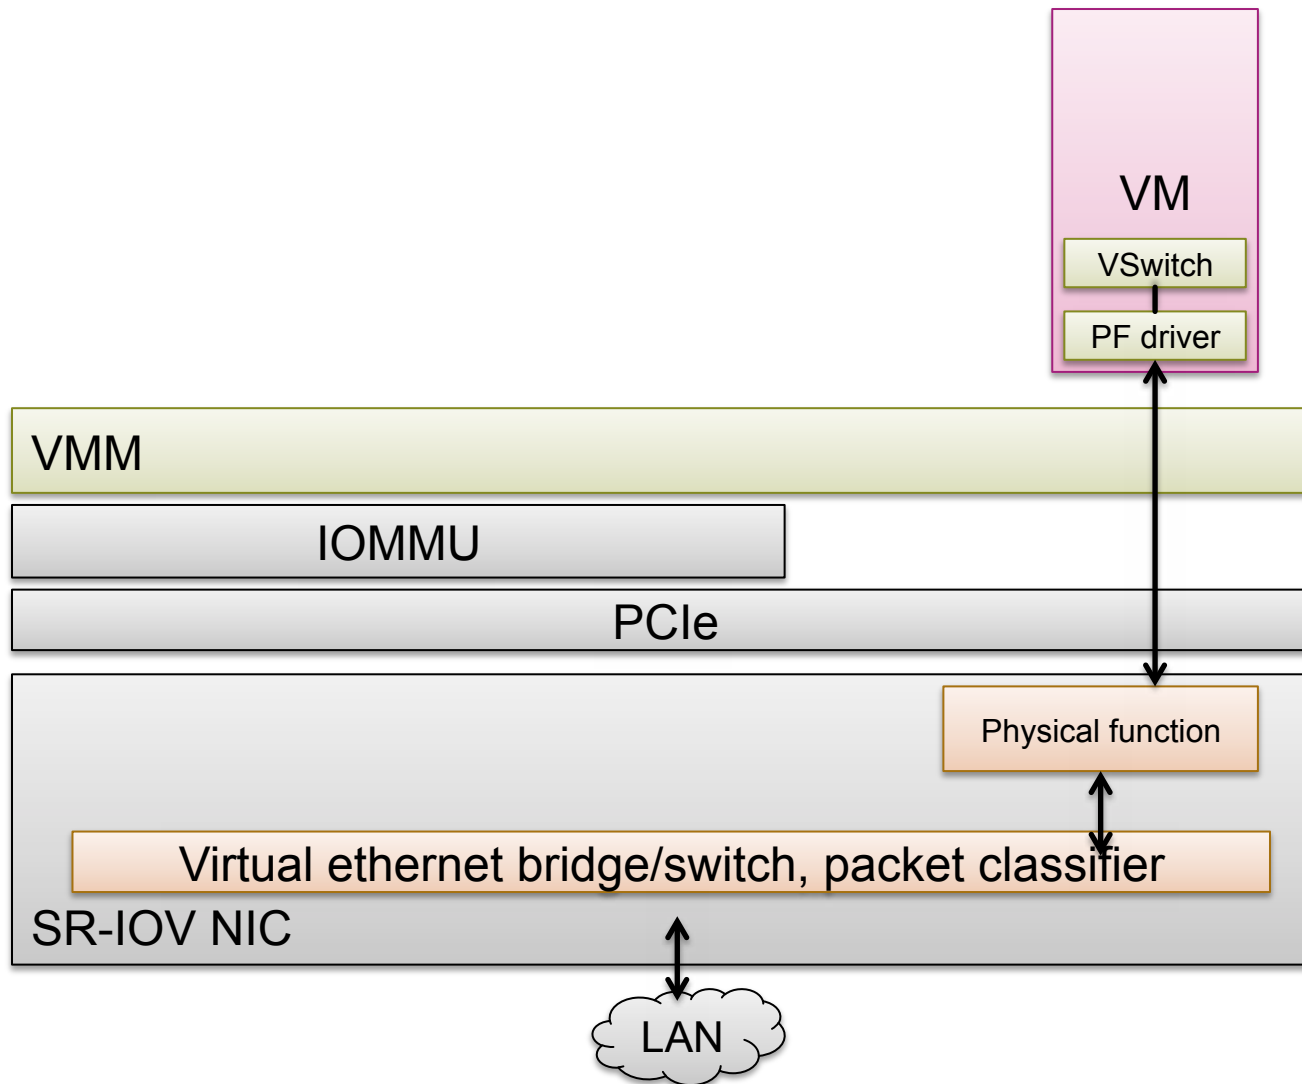 VM
VSwitch
PF driver
VMM
IOMMU
PCIe
Physical function
Virtual ethernet bridge/switch, packet classifier
SR-IOV NIC
LAN